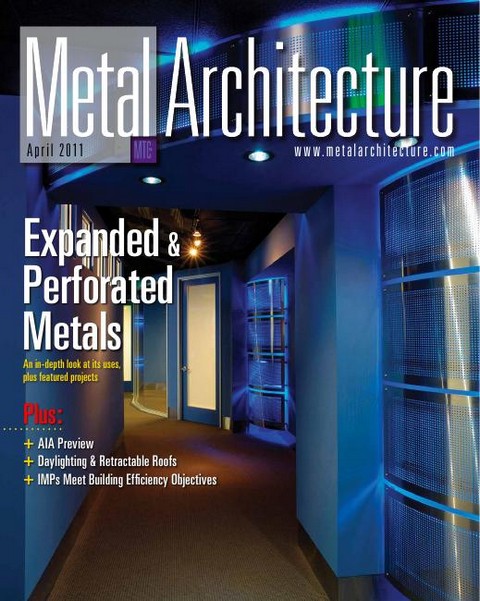 Metal Architecture
April 2011
MTG
www.metalarchitecture.com
Expanded &
Perforated
Metals
An in-depth look at its uses,
plus featured projects
Plus:
+ AIA Preview
+ Daylighting & Retractable Roofs
+ IMPs Meet Building Efficiency Objectives